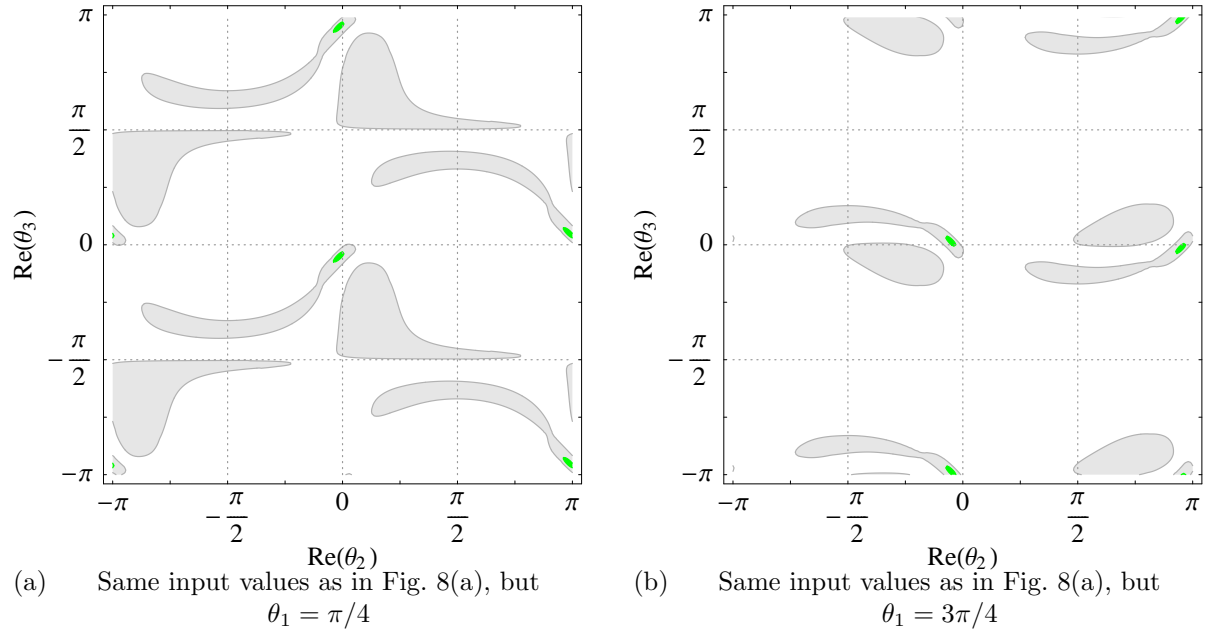 π
π
2
0
−π
2
−π
Re(θ3)
−π
−π
2
0
π
2
π
Re(θ2)
π
π
2
0
−π
2
−π
Re(θ3)
−π
−π
2
0
π
2
π
Re(θ2)
(a) Same input values as in Fig. 8(a), but
θ1 = π/4
(b) Same input values as in Fig. 8(a), but
θ1 = 3π/4